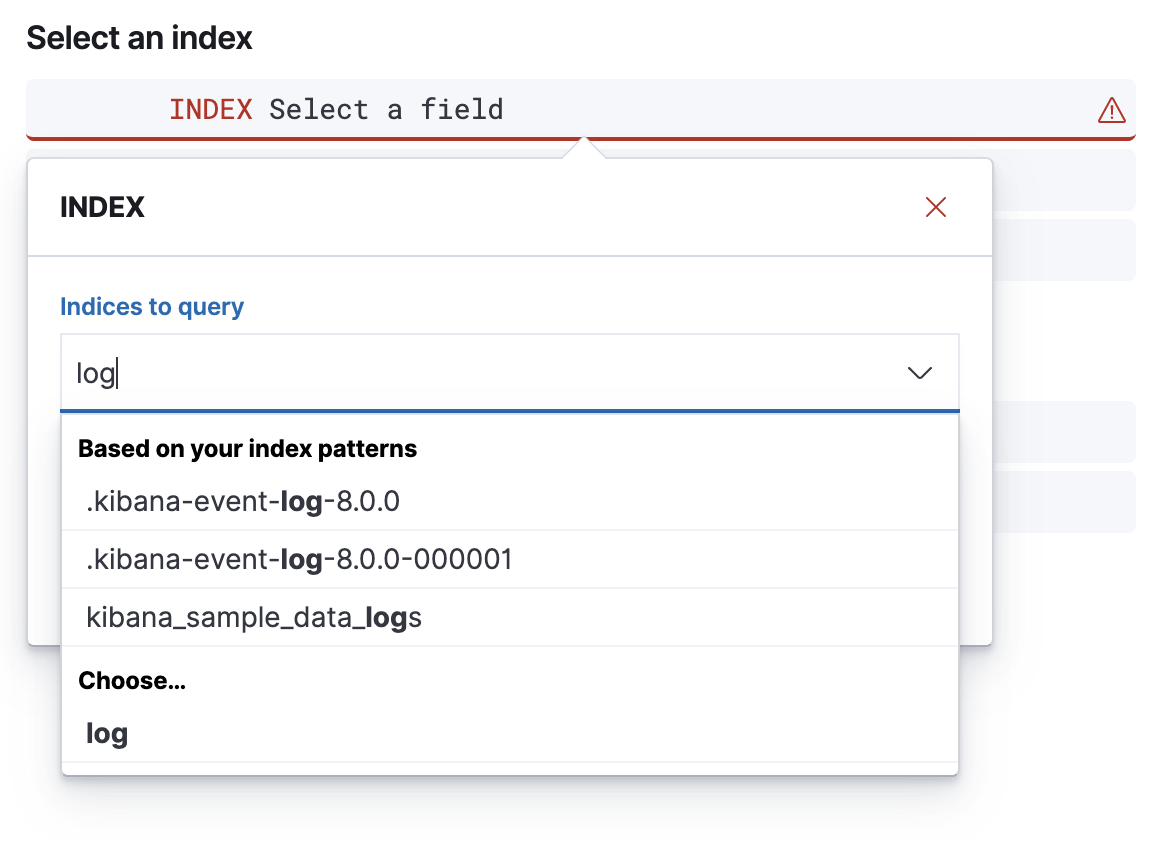 Select an index
INDEX Select a field
INDEX
Indices to query
log
Based on your index patterns
.kibana-event-log-8.0.0
.kibana-event-log-8.0.0-000001
kibana_sample_data_logs
Choose...
log